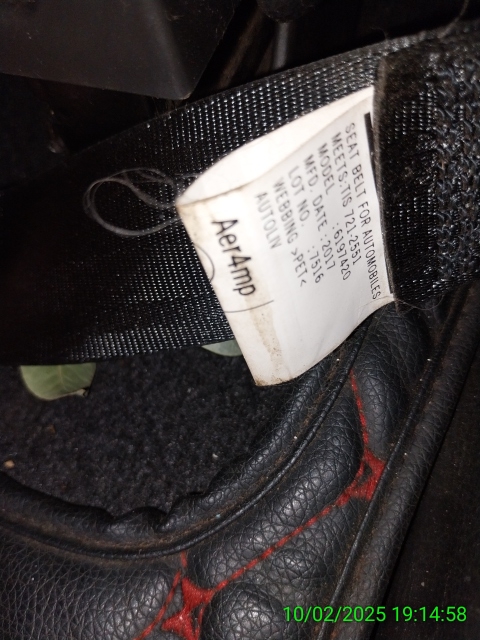 SEAT BELT FOR AUTOMOBILES
MEETS:TIS 721-2551
MODEL :6197420
MFD. DATE :2017
LOT NO. :7516
WEBBING >PET<
AUTOLIV
Aer4mp
10/02/2025 19:14:58